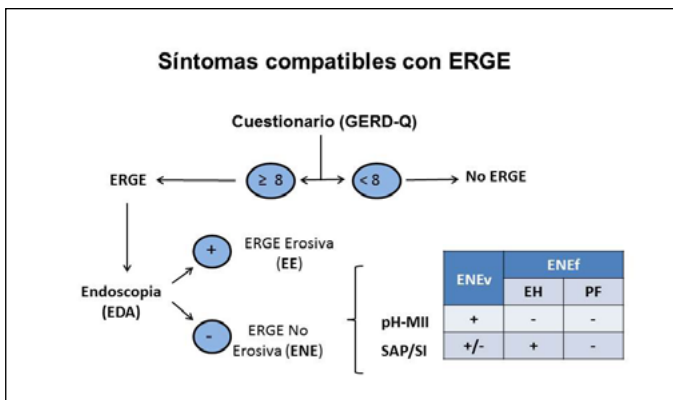 Síntomas compatibles con ERGE
Cuestionario (GERD-Q)
ERGE
≥ 8
< 8
No ERGE
+
ERGE Erosiva
(EE)
Endoscopia
(EDA)
-
ERGE No
Erosiva (ENE)
ENEv ENEf
EH PF
pH-MII + - -
SAP/SI +/- + -